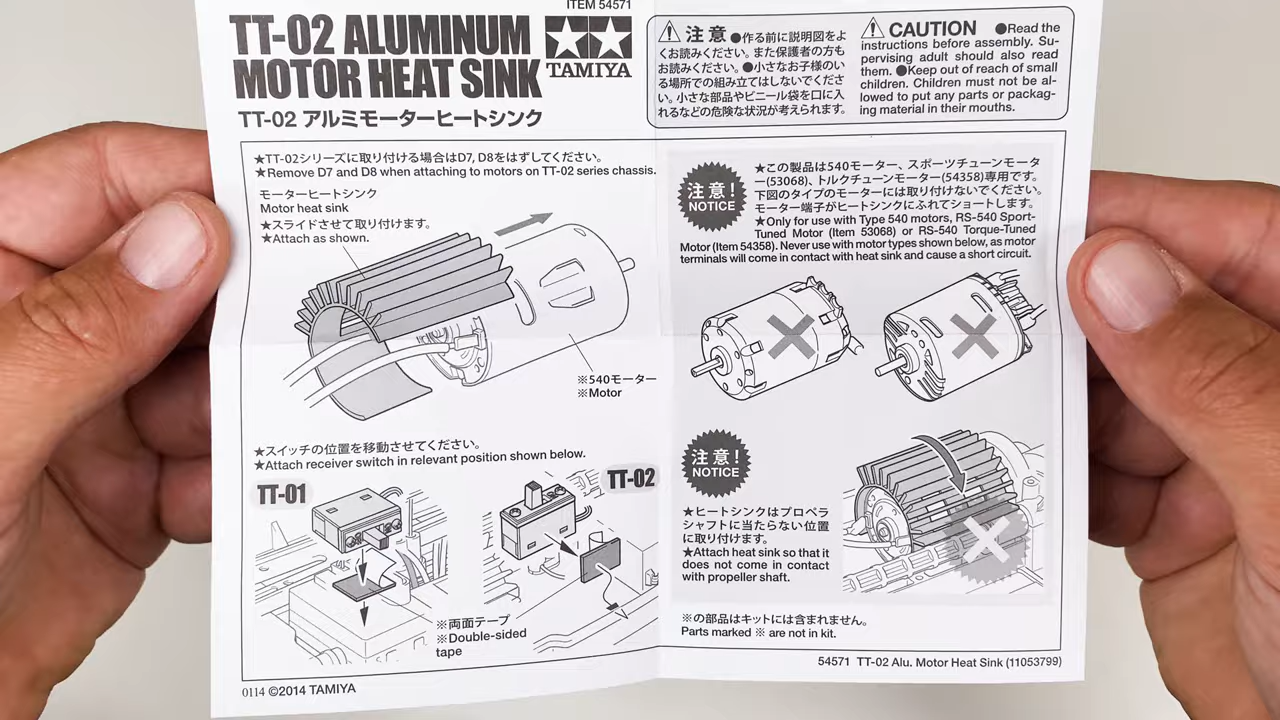 ITEM 54571
TT-02 ALUMINUM
MOTOR HEAT SINK
TAMIYA
TT-02 アルミモーターヒートシンク
注意 ●作る前に説明図をよ
くお読みください。また保護者の方も
お読みください。●小さなお子様のい
る場所での組み立てはしないでくださ
い。小さな部品やビニール袋を口に入
れるなどの危険な状況が考えられます。
CAUTION ●Read the
instructions before assembly. Su-
pervising adult should also read
them. ●Keep out of reach of small
children. Children must not be al-
lowed to put any parts or packag-
ing material in their mouths.
★TT-02シリーズに取り付ける場合はD7, D8をはずしてください。
★Remove D7 and D8 when attaching to motors on TT-02 series chassis.
モーターヒートシンク
Motor heat sink
★スライドさせて取り付けます。
★Attach as shown.
※540モーター
※Motor
★スイッチの位置を移動させてください。
★Attach receiver switch in relevant position shown below.
TT-01
TT-02
※両面テープ
※Double-sided
tape
注意!
NOTICE
★この製品は540モーター、スポーツチューンモータ
ー(53068)、トルクチューンモーター(54358)専用です。
下図のタイプのモーターには取り付けないでください。
モーター端子がヒートシンクにふれてショートします。
★Only for use with Type 540 motors, RS-540 Sport-
Tuned Motor (Item 53068) or RS-540 Torque-Tuned
Motor (Item 54358). Never use with motor types shown below, as motor
terminals will come in contact with heat sink and cause a short circuit.
注意!
NOTICE
★ヒートシンクはプロペラ
シャフトに当たらない位置
に取り付けます。
★Attach heat sink so that it
does not come in contact
with propeller shaft.
※の部品はキットには含まれません。
Parts marked ※ are not in kit.
54571 TT-02 Alu. Motor Heat Sink (11053799)
0114 ©2014 TAMIYA